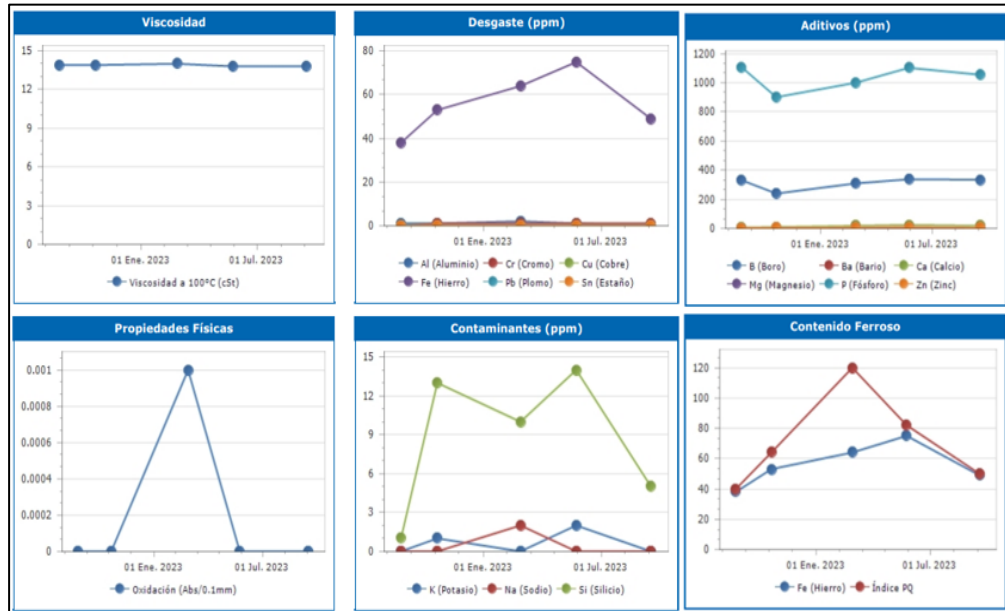 Viscosidad
15
12
9
6
3
0
01 Ene. 2023 01 Jul. 2023
Viscosidad a 100ºC (cSt)
Desgaste (ppm)
80
60
40
20
0
01 Ene. 2023 01 Jul. 2023
Al (Aluminio) Cr (Cromo) Cu (Cobre)
Fe (Hierro) Pb (Plomo) Sn (Estaño)
Aditivos (ppm)
1200
1000
800
600
400
200
0
01 Ene. 2023 01 Jul. 2023
B (Boro) Ba (Bario) Ca (Calcio)
Mg (Magnesio) P (Fósforo) Zn (Zinc)
Propiedades Físicas
0.001
0.0008
0.0006
0.0004
0.0002
0
01 Ene. 2023 01 Jul. 2023
Oxidación (Abs/0.1mm)
Contaminantes (ppm)
15
12
9
6
3
0
01 Ene. 2023 01 Jul. 2023
K (Potasio) Na (Sodio) Si (Silicio)
Contenido Ferroso
120
100
80
60
40
20
0
01 Ene. 2023 01 Jul. 2023
Fe (Hierro) Índice PQ